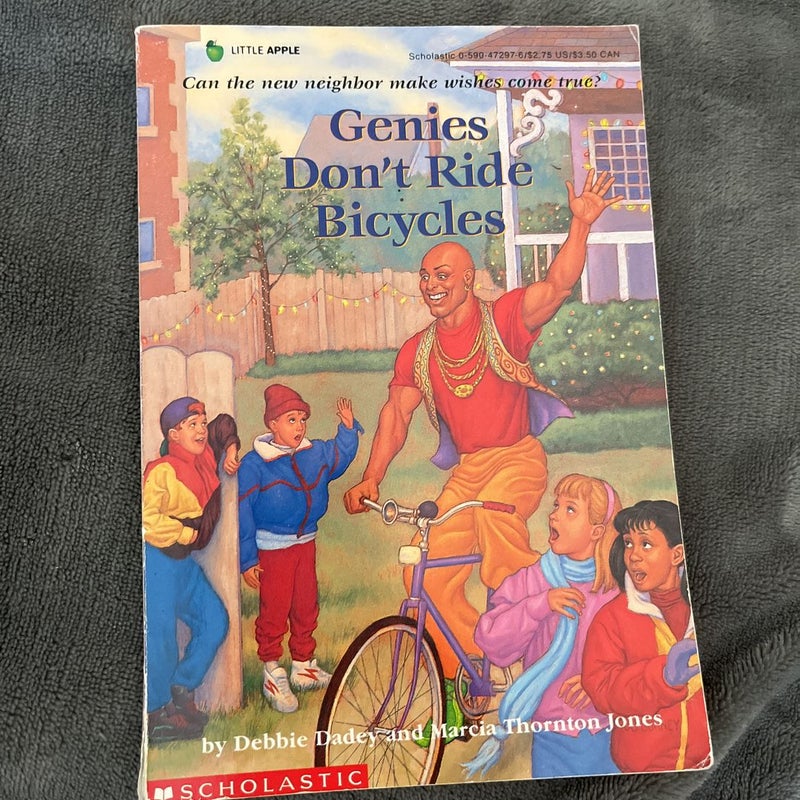 LITTLE APPLE
Scholastic 0-590-47297-6/$2.75 US/$3.50 CAN
Can the new neighbor make wishes come true?
Genies
Don't Ride
Bicycles
by Debbie Dadey and Marcia Thornton Jones
SCHOLASTIC